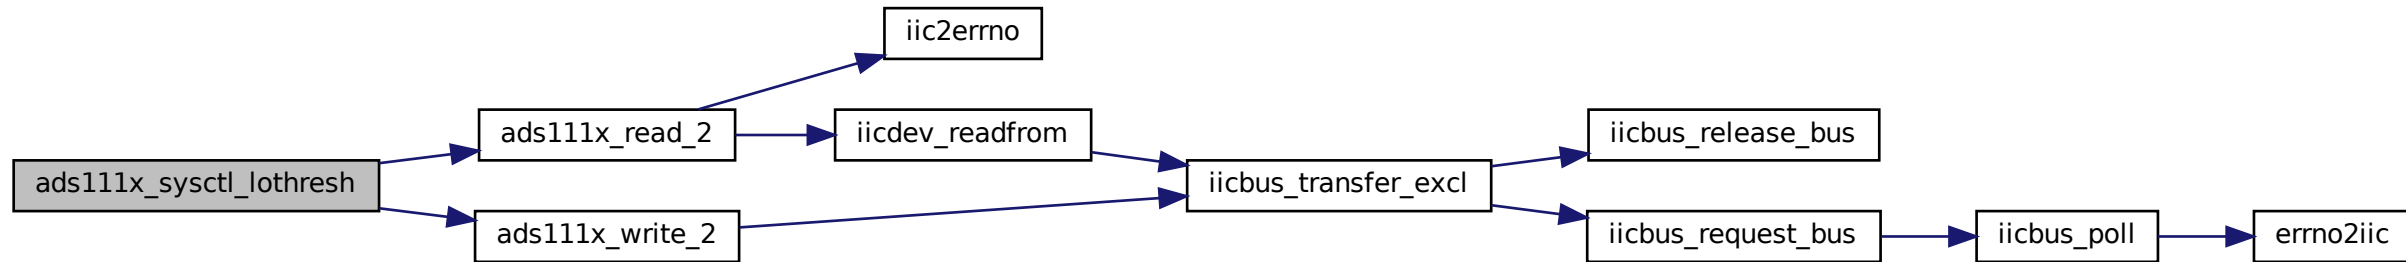 ads111x_sysctl_lothresh
ads111x_read_2
ads111x_write_2
iic2errno
iicdev_readfrom
iicbus_transfer_excl
iicbus_release_bus
iicbus_request_bus
iicbus_poll
errno2iic